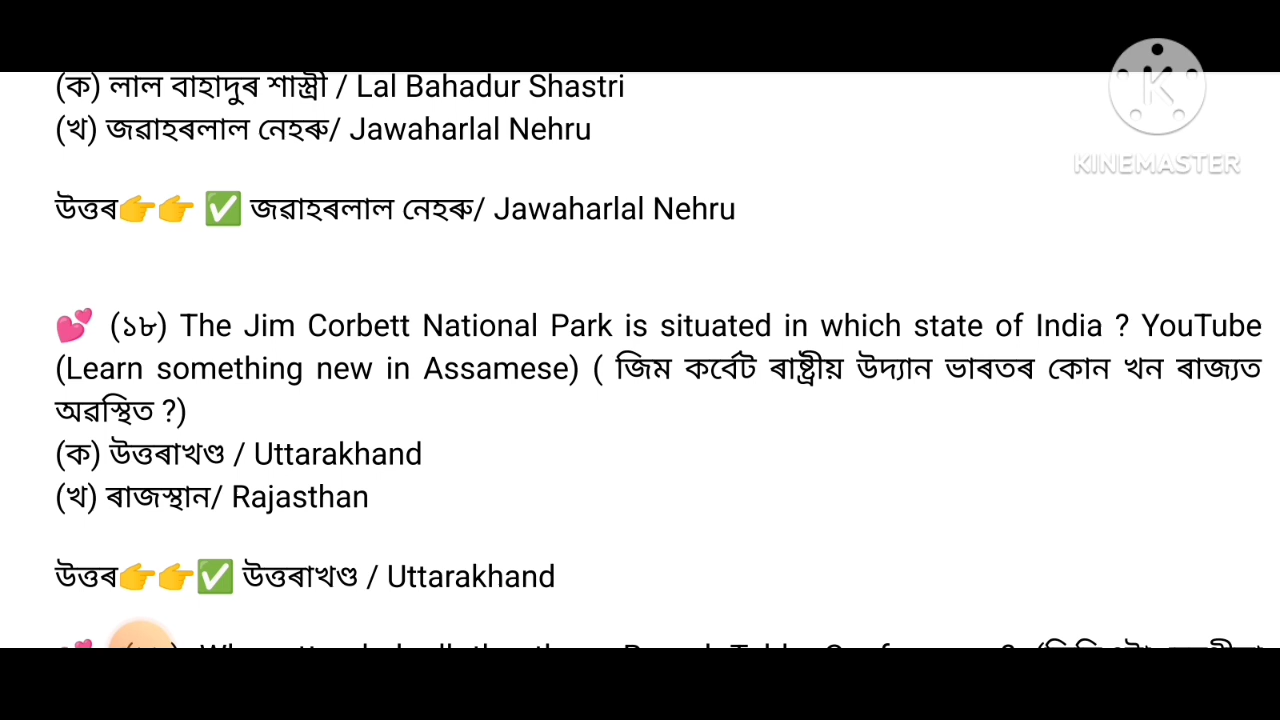 (ক) লাল বাহাদুৰ শাস্ত্ৰী / Lal Bahadur Shastri
(খ) জৱাহৰলাল নেহৰু/ Jawaharlal Nehru
KINEMASTER
উত্তৰ👉👉 ✅ জৱাহৰলাল নেহৰু/ Jawaharlal Nehru
💕 (১৮) The Jim Corbett National Park is situated in which state of India ? YouTube
(Learn something new in Assamese) ( জিম কৰ্বেট ৰাষ্ট্ৰীয় উদ্যান ভাৰতৰ কোন খন ৰাজ্যত
অৱস্থিত ?)
(ক) উত্তৰাখণ্ড / Uttarakhand
(খ) ৰাজস্থান/ Rajasthan
উত্তৰ👉👉✅ উত্তৰাখণ্ড / Uttarakhand